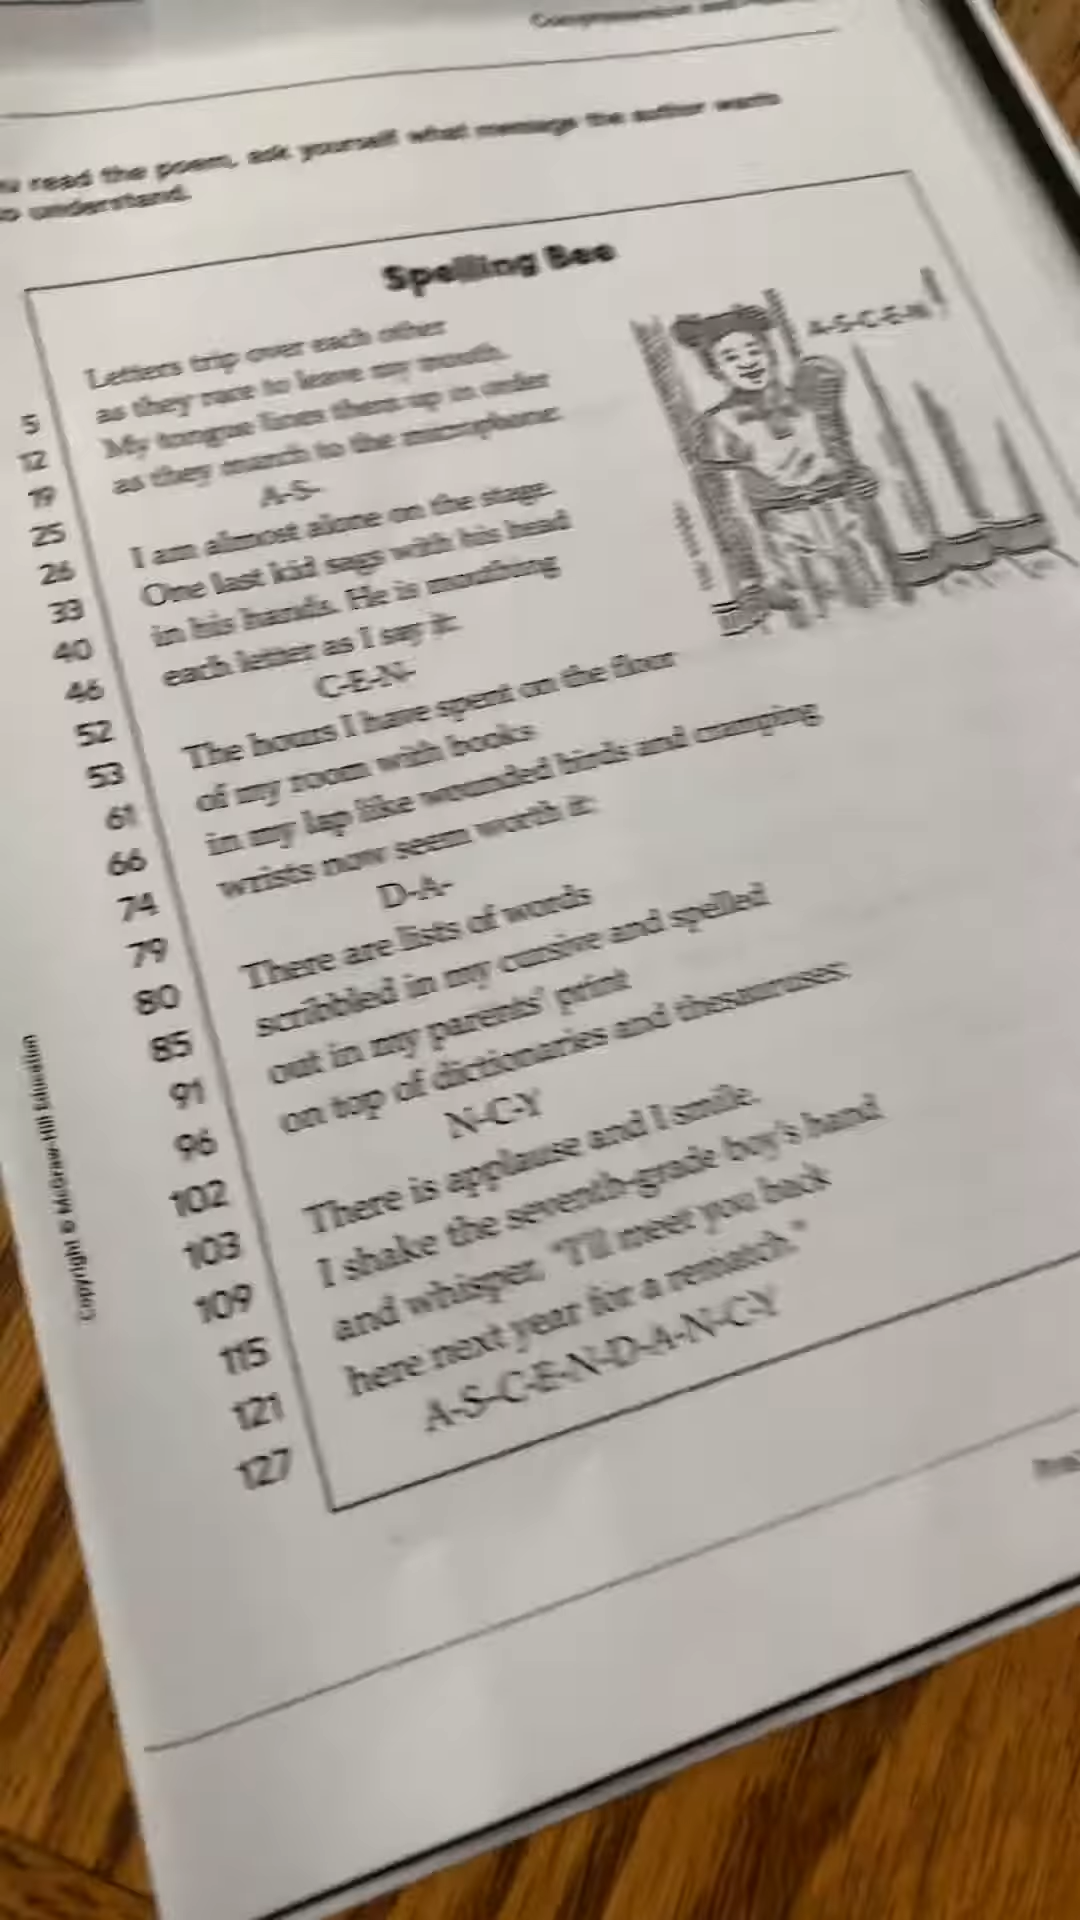 Comprehension and
u read the poem, ask yourself what message the author wants
o understand.
Spelling Bee
A-S-C-E-N
Letters trip over each other
5 as they race to leave my mouth.
12 My tongue lines them up in order
19 as they march to the microphone:
25 A-S-
26 I am almost alone on the stage.
33 One last kid sags with his head
40 in his hands. He is mouthing
46 each letter as I say it:
52 C-E-N-
53 The hours I have spent on the floor
61 of my room with books
66 in my lap like wounded birds and cramping
74 wrists now seem worth it:
79 D-A-
80 There are lists of words
85 scribbled in my cursive and spelled
91 out in my parents' print
96 on top of dictionaries and thesauruses:
102 N-C-Y
103 There is applause and I smile.
109 I shake the seventh-grade boy's hand
115 and whisper, "I'll meet you back
121 here next year for a rematch."
127 A-S-C-E-N-D-A-N-C-Y
Copyright © McGraw-Hill Education